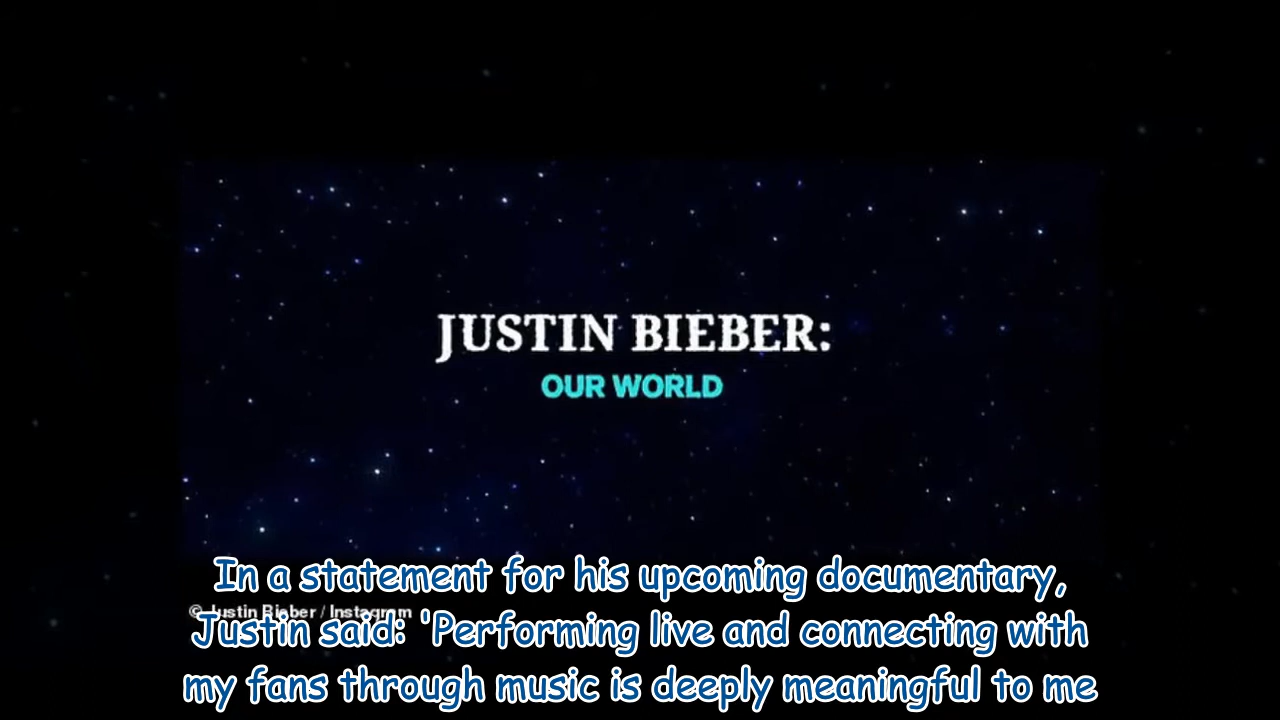 JUSTIN BIEBER:
OUR WORLD
In a statement for his upcoming documentary,
© Justin Bieber / Instagram
Justin said: 'Performing live and connecting with
my fans through music is deeply meaningful to me